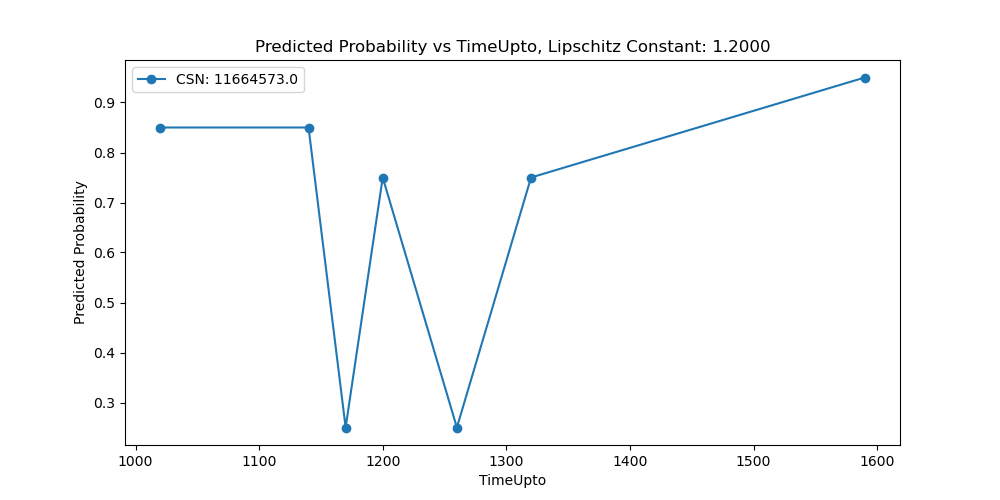 Predicted Probability vs TimeUpto, Lipschitz Constant: 1.2000
CSN: 11664573.0
Predicted Probability
0.9
0.8
0.7
0.6
0.5
0.4
0.3
1000 1100 1200 1300 1400 1500 1600
TimeUpto